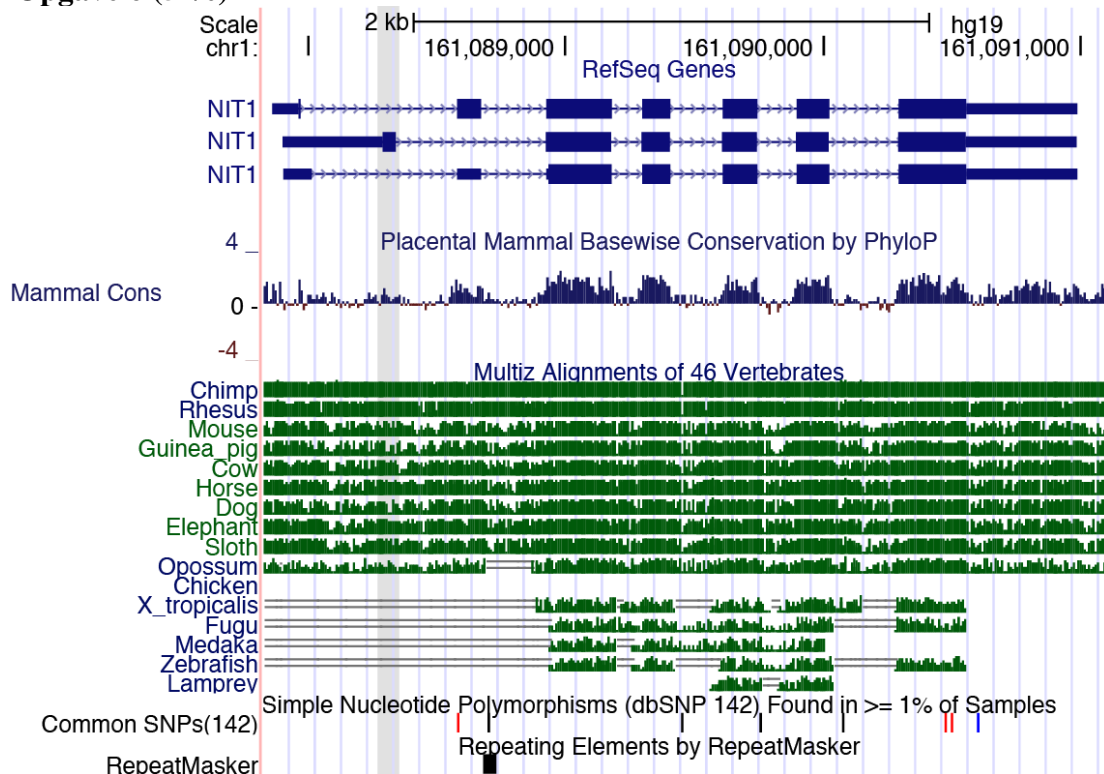 Scale 2 kb hg19
chr1: 161,089,000 161,090,000 161,091,000
RefSeq Genes
NIT1
NIT1
NIT1
4 _ Placental Mammal Basewise Conservation by PhyloP
Mammal Cons
0 -
-4 _
Multiz Alignments of 46 Vertebrates
Chimp
Rhesus
Mouse
Guinea_pig
Cow
Horse
Dog
Elephant
Sloth
Opossum
Chicken
X_tropicalis
Fugu
Medaka
Zebrafish
Lamprey
Simple Nucleotide Polymorphisms (dbSNP 142) Found in >= 1% of Samples
Common SNPs(142)
Repeating Elements by RepeatMasker
RepeatMasker